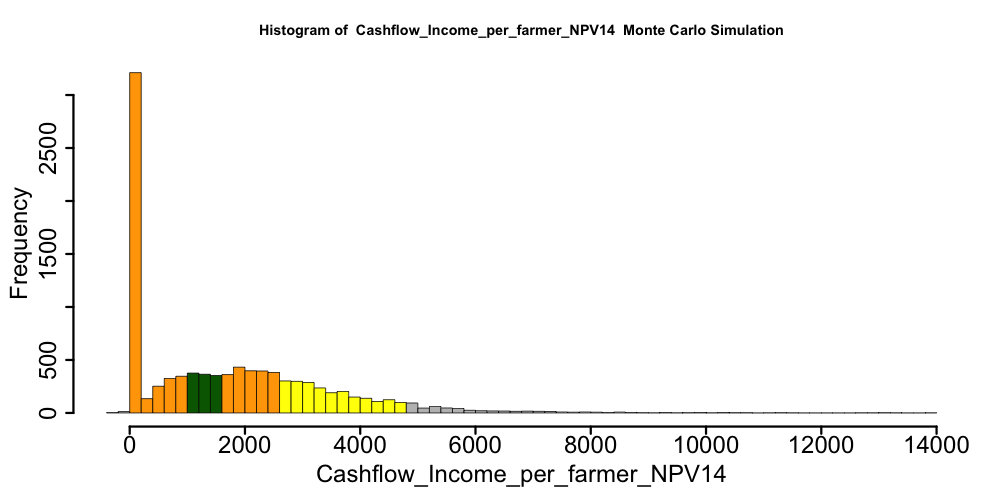 Histogram of Cashflow_Income_per_farmer_NPV14 Monte Carlo Simulation
Frequency
2500
1500
500
0
0 2000 4000 6000 8000 10000 12000 14000
Cashflow_Income_per_farmer_NPV14